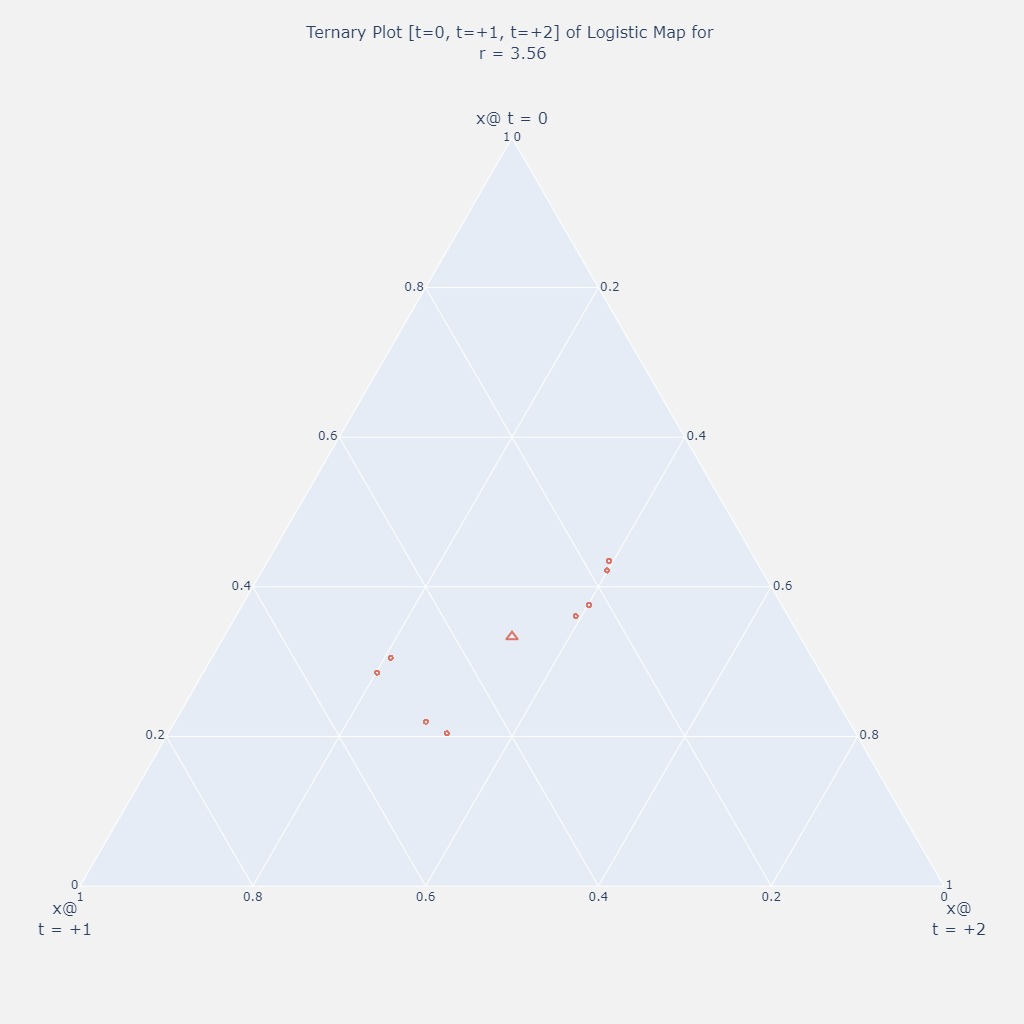 Ternary Plot [t=0, t=+1, t=+2] of Logistic Map for
r = 3.56
x@ t = 0
1 0
0.8 0.2
0.6 0.4
0.4 0.6
0.2 0.8
0 1
1 0.8 0.6 0.4 0.2 0
x@ x@
t = +1 t = +2